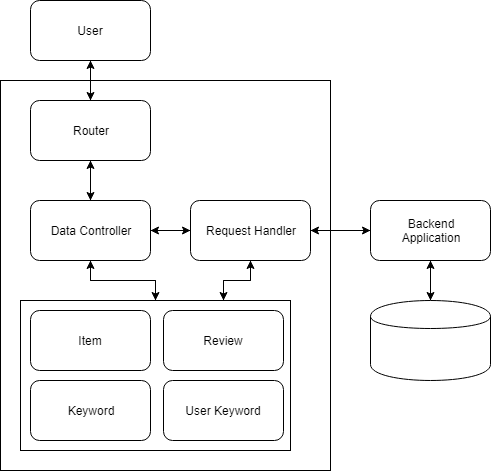 User
Router
Data Controller
Request Handler
Backend
Application
Item
Review
Keyword
User Keyword